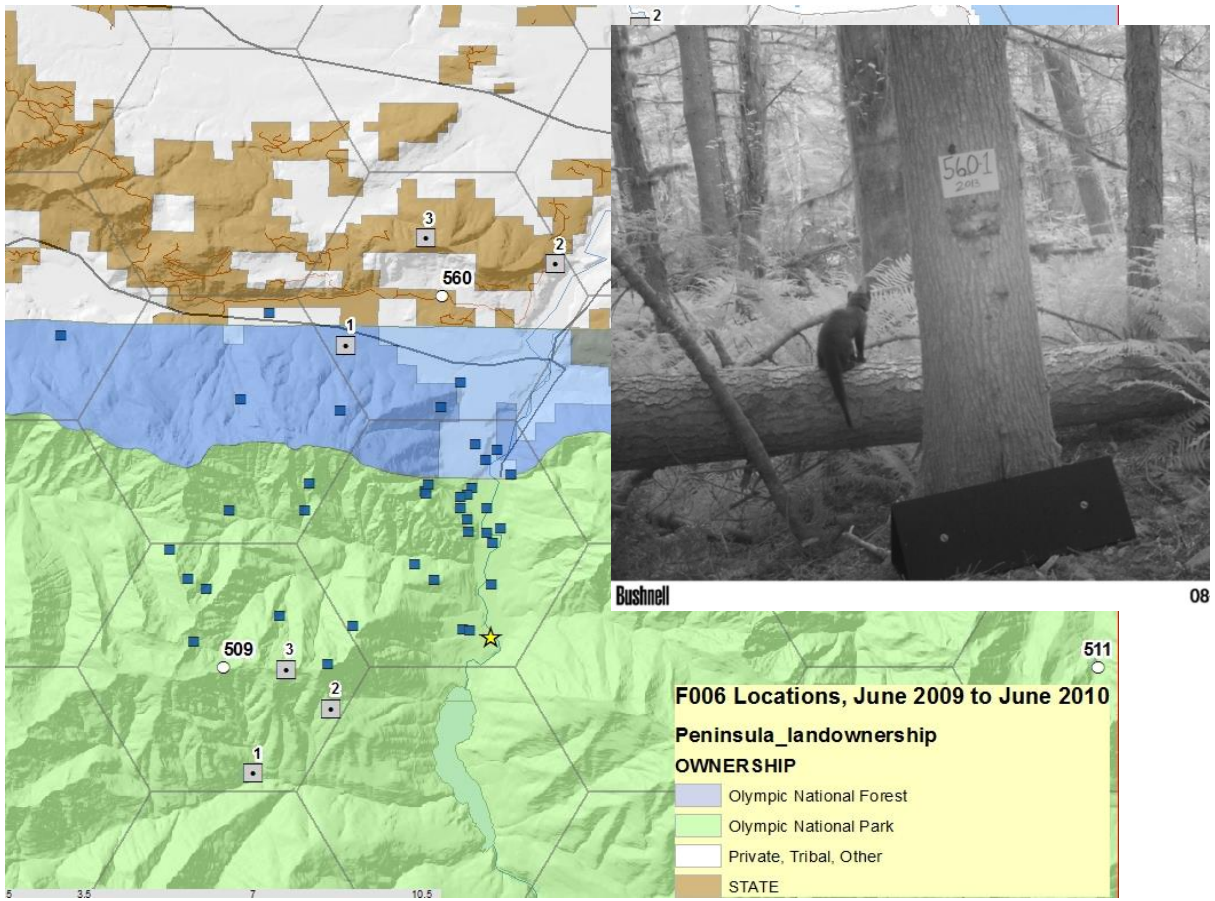 2
560-1
2013
Bushnell
08
3
2
560
1
509
3
2
1
511
F006 Locations, June 2009 to June 2010
Peninsula_landownership
OWNERSHIP
Olympic National Forest
Olympic National Park
Private, Tribal, Other
STATE
5 3.5 7 10.5